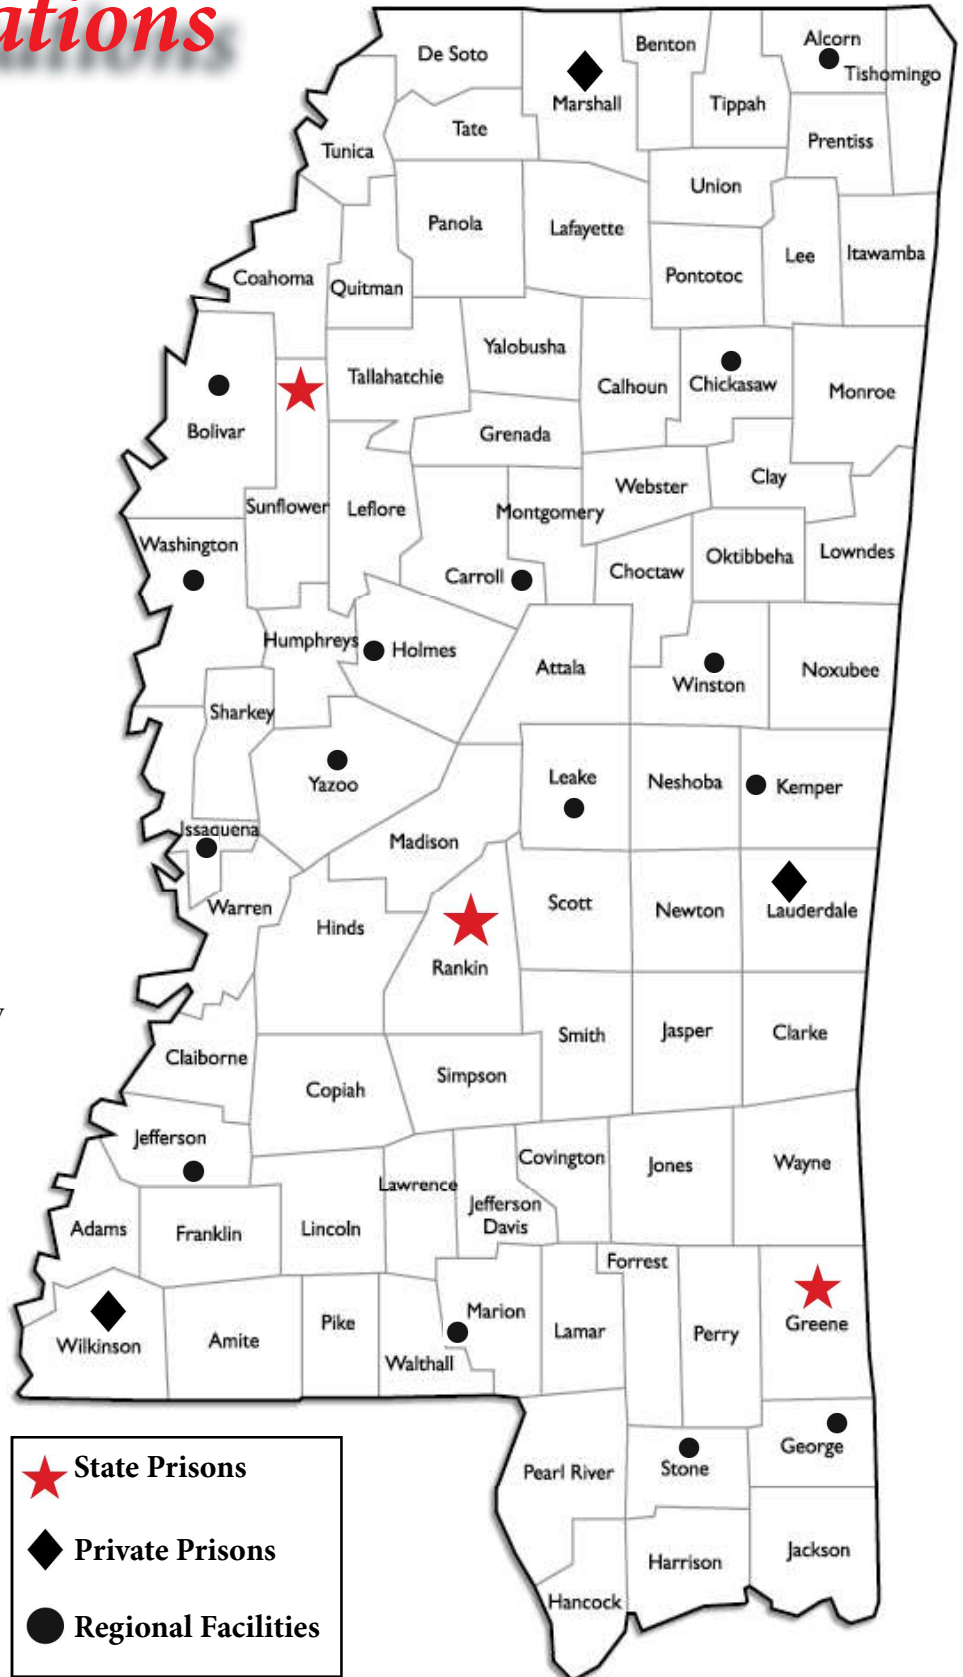 ations
De Soto
Benton
Alcorn
Tishomingo
Marshall
Tippah
Tate
Prentiss
Tunica
Union
Panola
Lafayette
Lee
Itawamba
Pontotoc
Coahoma
Quitman
Yalobusha
Tallahatchie
Calhoun
Chickasaw
Monroe
Bolivar
Grenada
Webster
Clay
Sunflower
Leflore
Montgomery
Washington
Carroll
Choctaw
Oktibbeha
Lowndes
Humphreys
Holmes
Attala
Winston
Noxubee
Sharkey
Yazoo
Leake
Neshoba
Kemper
Issaquena
Madison
Warren
Hinds
Scott
Newton
Lauderdale
Rankin
Smith
Jasper
Clarke
Claiborne
Copiah
Simpson
Jefferson
Covington
Jones
Wayne
Lawrence
Jefferson
Davis
Adams
Franklin
Lincoln
Forrest
Marion
Greene
Wilkinson
Amite
Pike
Walthall
Lamar
Perry
George
Pearl River
Stone
Harrison
Jackson
Hancock
State Prisons
Private Prisons
Regional Facilities